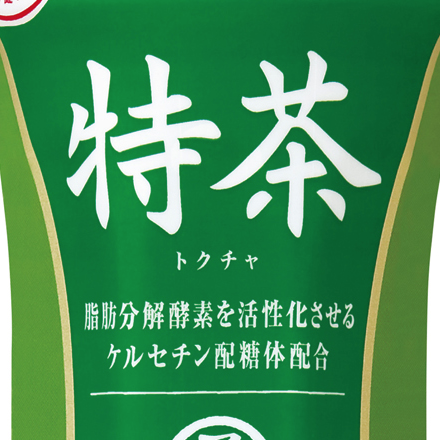 特茶
トクチャ
脂肪分解酵素を活性化させる
ケルセチン配糖体配合